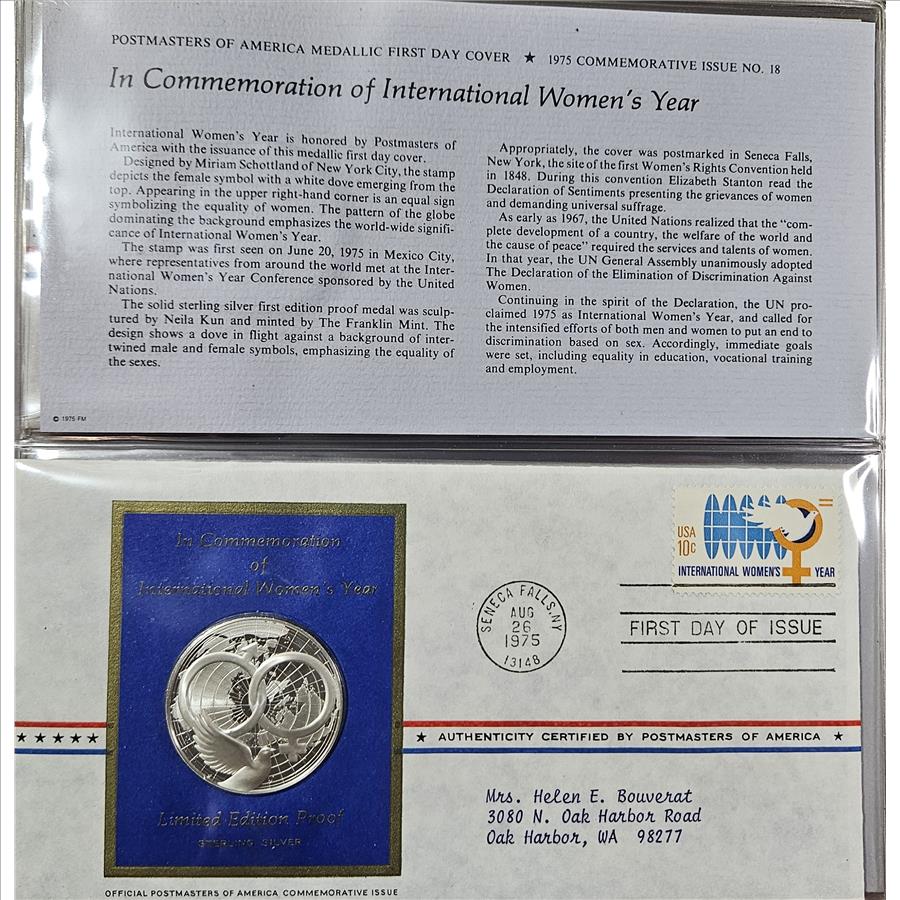 POSTMASTERS OF AMERICA MEDALLIC FIRST DAY COVER ★ 1975 COMMEMORATIVE ISSUE NO. 18
In Commemoration of International Women's Year
International Women's Year is honored by Postmasters of
America with the issuance of this medallic first day cover.
Designed by Miriam Schottland of New York City, the stamp
depicts the female symbol with a white dove emerging from the
top. Appearing in the upper right-hand corner is an equal sign
symbolizing the equality of women. The pattern of the globe
dominating the background emphasizes the world-wide signifi-
cance of International Women's Year.
The stamp was first seen on June 20, 1975 in Mexico City,
where representatives from around the world met at the Inter-
national Women's Year Conference sponsored by the United
Nations.
The solid sterling silver first edition proof medal was sculp-
tured by Neila Kun and minted by The Franklin Mint. The
design shows a dove in flight against a background of inter-
twined male and female symbols, emphasizing the equality of
the sexes.
Appropriately, the cover was postmarked in Seneca Falls,
New York, the site of the first Women's Rights Convention held
in 1848. During this convention Elizabeth Stanton read the
Declaration of Sentiments presenting the grievances of women
and demanding universal suffrage.
As early as 1967, the United Nations realized that the "com-
plete development of a country, the welfare of the world and
the cause of peace" required the services and talents of women.
In that year, the UN General Assembly unanimously adopted
The Declaration of the Elimination of Discrimination Against
Women.
Continuing in the spirit of the Declaration, the UN pro-
claimed 1975 as International Women's Year, and called for
the intensified efforts of both men and women to put an end to
discrimination based on sex. Accordingly, immediate goals
were set, including equality in education, vocational training
and employment.
© 1975 FM
In Commemoration
of
International Women's Year
Limited Edition Proof
STERLING SILVER
OFFICIAL POSTMASTERS OF AMERICA COMMEMORATIVE ISSUE
USA
10c
INTERNATIONAL WOMEN'S YEAR
SENECA FALLS, NY
AUG
26
1975
13148
FIRST DAY OF ISSUE
★ ★ ★ ★ ★
★ AUTHENTICITY CERTIFIED BY POSTMASTERS OF AMERICA ★
Mrs. Helen E. Bouverat
3080 N. Oak Harbor Road
Oak Harbor, WA 98277